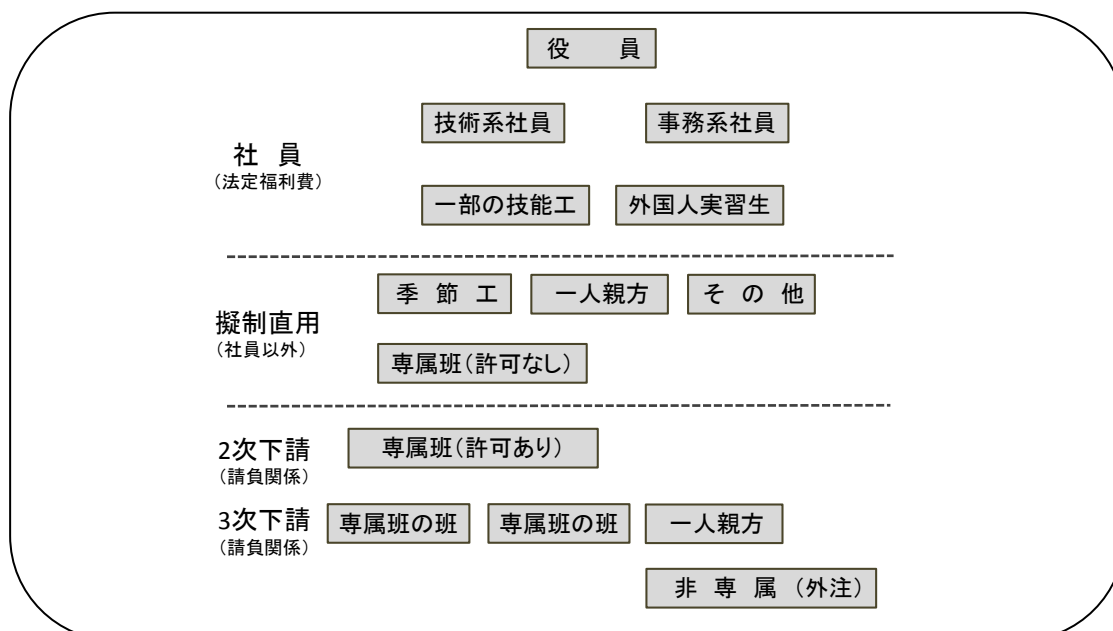 役　　員
技術系社員　事務系社員
社　員
（法定福利費）
一部の技能工　外国人実習生
季　節　工　一人親方　そ　の　他
擬制直用
（社員以外）
専属班（許可なし）
2次下請　専属班（許可あり）
（請負関係）
3次下請　専属班の班　専属班の班　一人親方
（請負関係）
非　専　属　（外注）